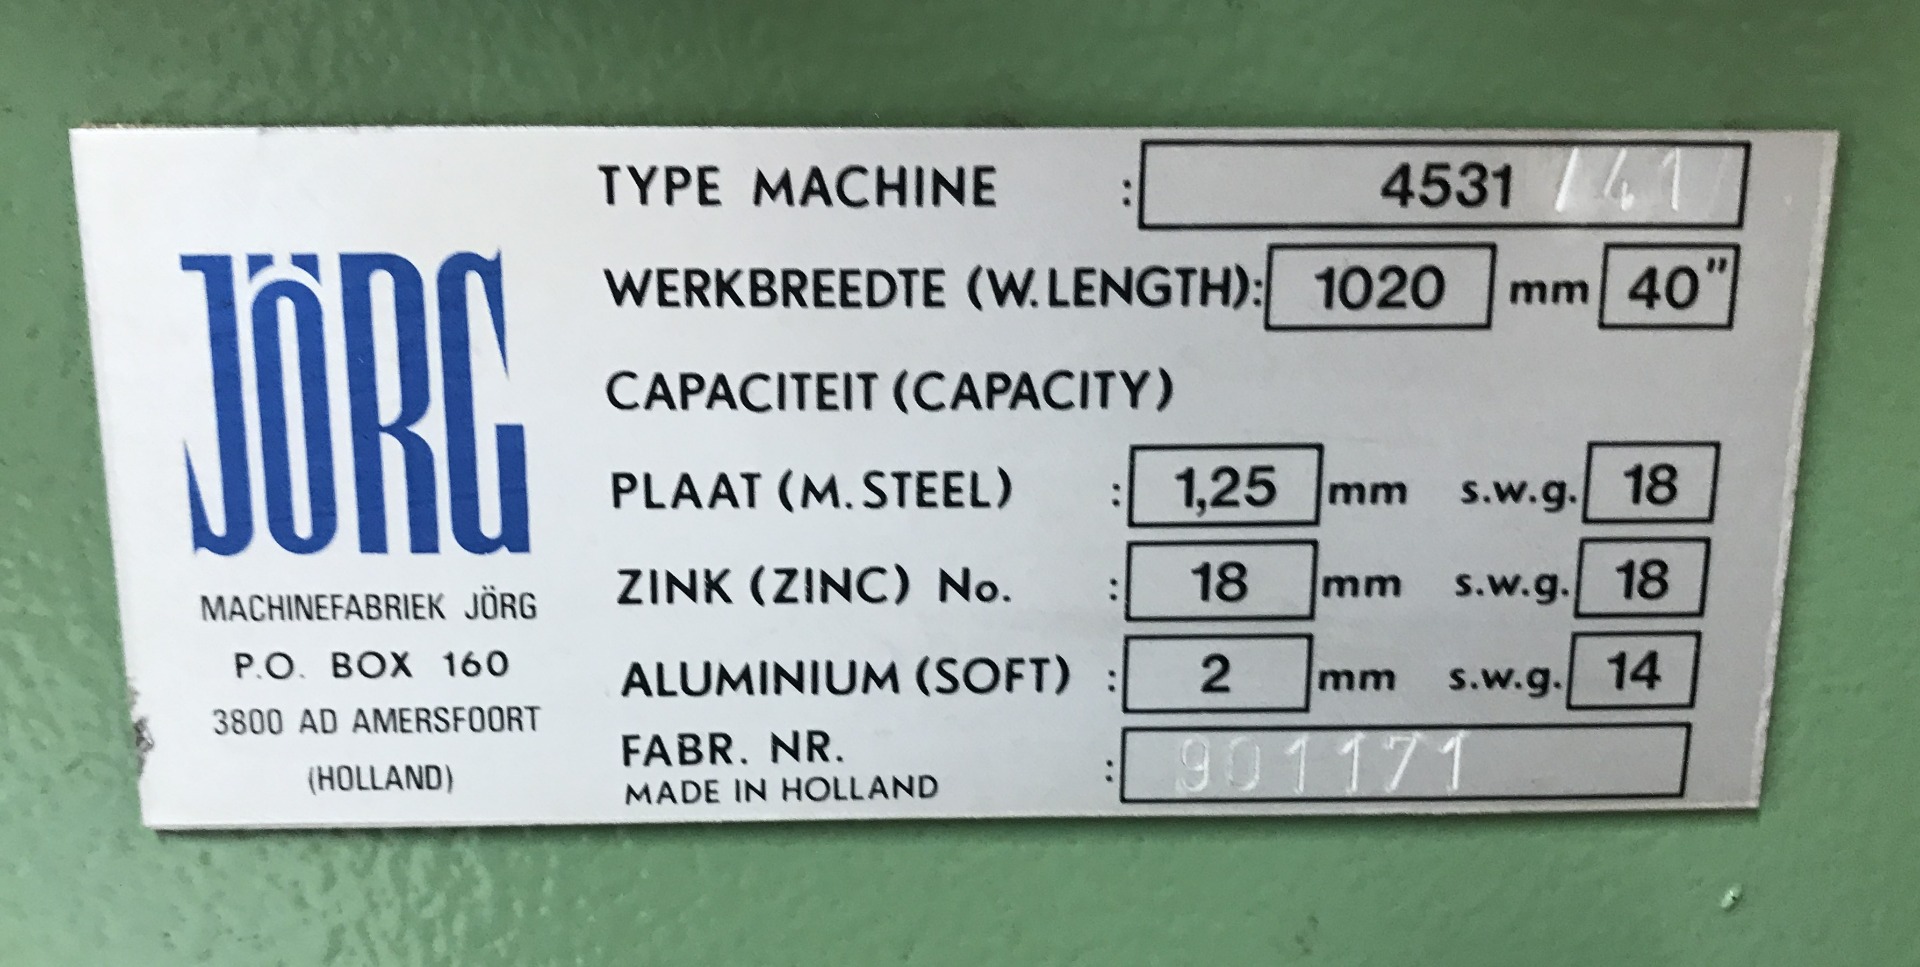 JÖRG
MACHINEFABRIEK JÖRG
P.O. BOX 160
3800 AD AMERSFOORT
(HOLLAND)
TYPE MACHINE : 4531 /41
WERKBREEDTE (W.LENGTH): 1020 mm 40"
CAPACITEIT (CAPACITY)
PLAAT (M. STEEL) : 1,25 mm s.w.g. 18
ZINK (ZINC) No. : 18 mm s.w.g. 18
ALUMINIUM (SOFT) : 2 mm s.w.g. 14
FABR. NR. : 901171
MADE IN HOLLAND